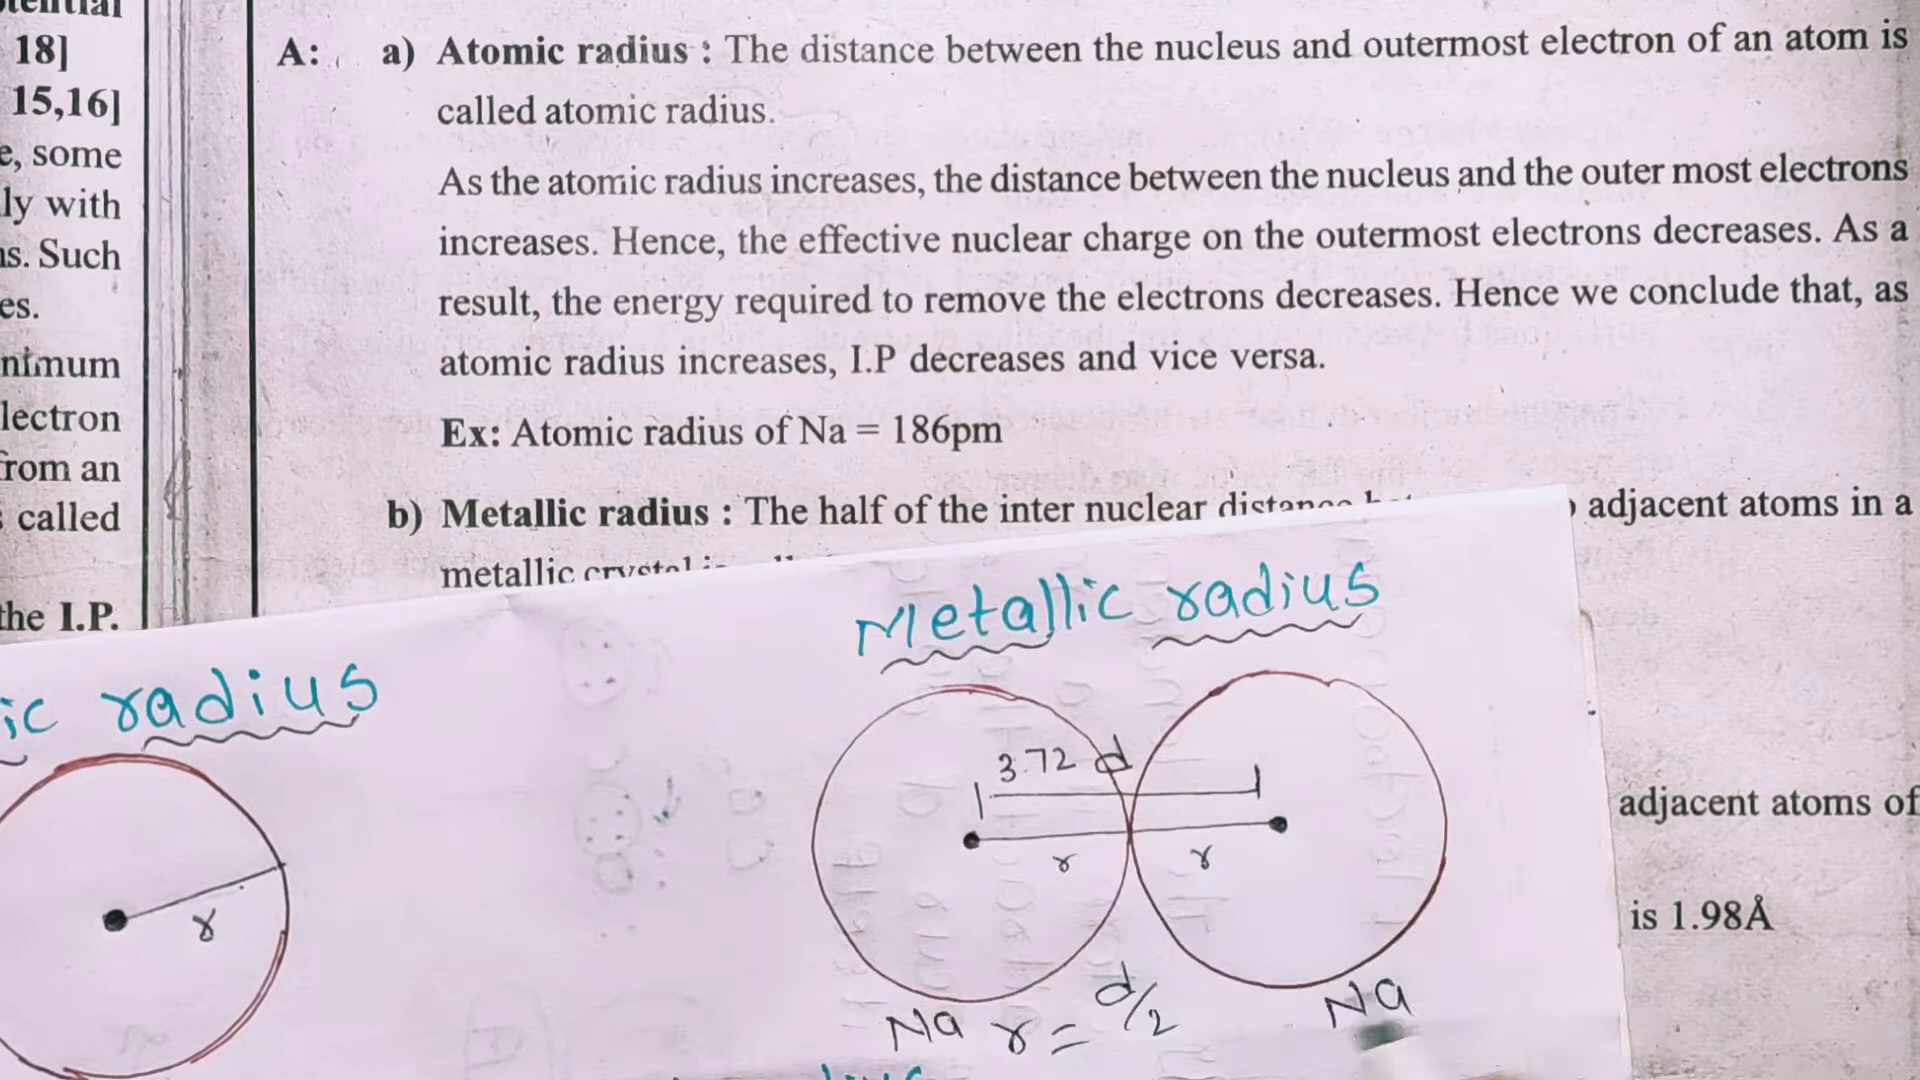 18]
15,16]
e, some
ly with
s. Such
es.
nimum
lectron
from an
called
the I.P.
A: a) Atomic radius : The distance between the nucleus and outermost electron of an atom is
called atomic radius.
As the atomic radius increases, the distance between the nucleus and the outer most electrons
increases. Hence, the effective nuclear charge on the outermost electrons decreases. As a
result, the energy required to remove the electrons decreases. Hence we conclude that, as
atomic radius increases, I.P decreases and vice versa.
Ex: Atomic radius of Na = 186pm
b) Metallic radius : The half of the inter nuclear distance adjacent atoms in a
metallic crystal
adjacent atoms of
is 1.98Å
ic radius
r
Metallic radius
3.72 d
r r
Na r = d/2 Na